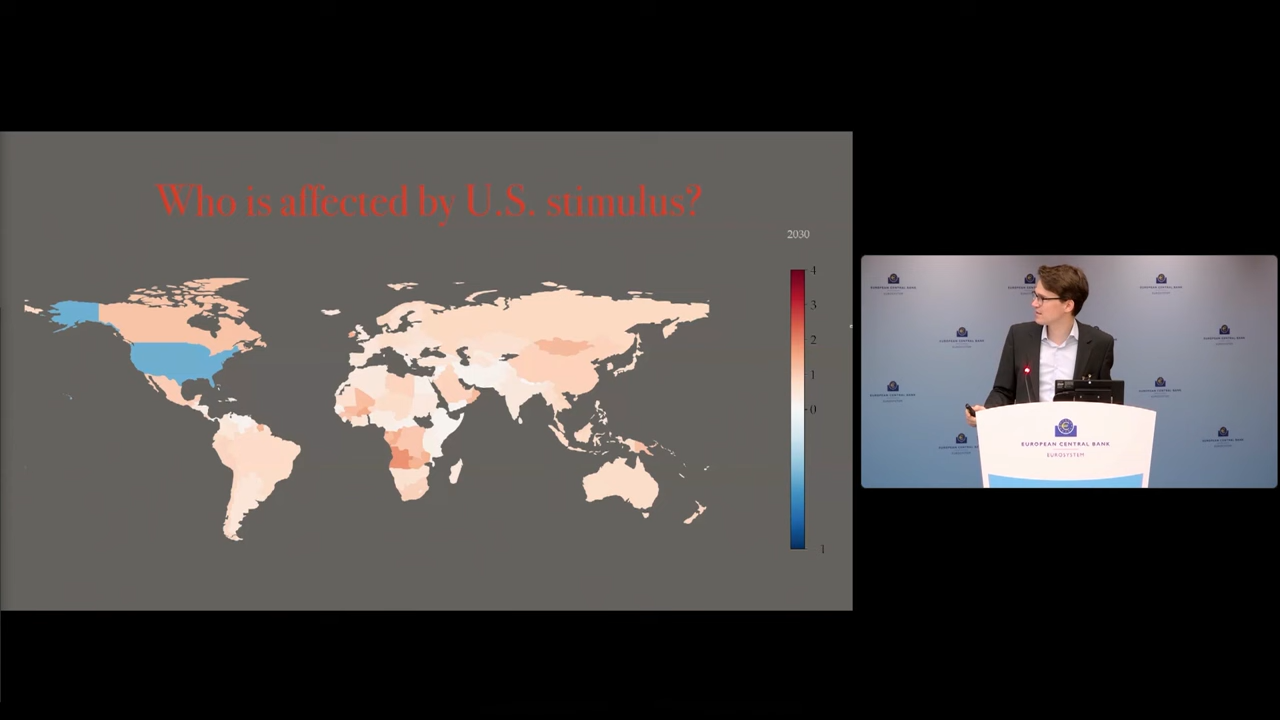 Who is affected by U.S. stimulus?
2030
4
3
2
1
0
1
EUROPEAN CENTRAL BANK
EUROSYSTEM